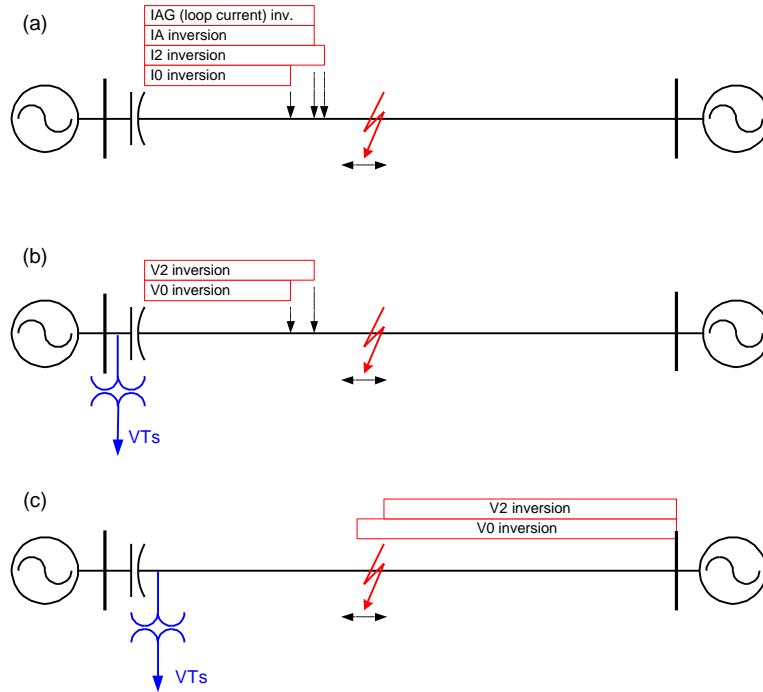 (a)
IAG (loop current) inv.
IA inversion
I2 inversion
I0 inversion
(b)
V2 inversion
V0 inversion
VTs
(c)
V2 inversion
V0 inversion
VTs